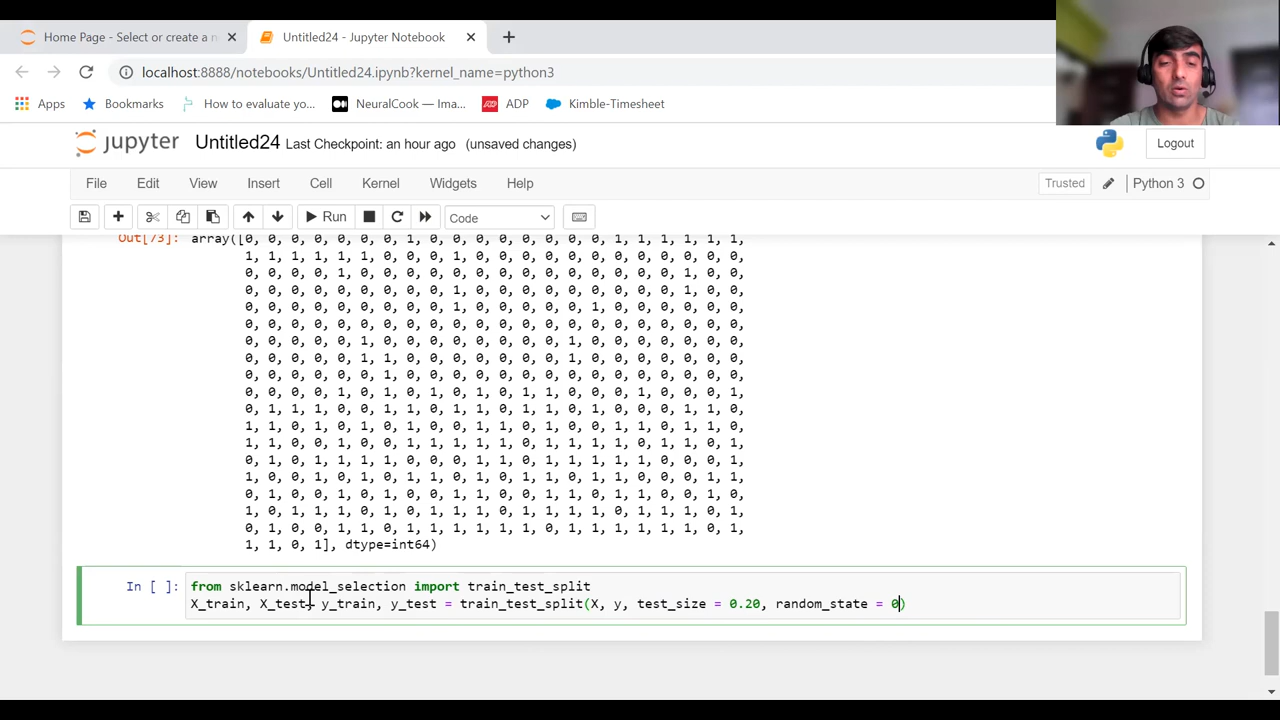 Home Page - Select or create a n
Untitled24 - Jupyter Notebook
localhost:8888/notebooks/Untitled24.ipynb?kernel_name=python3
Apps Bookmarks How to evaluate yo... NeuralCook — Ima... ADP Kimble-Timesheet
jupyter Untitled24 Last Checkpoint: an hour ago (unsaved changes) Logout
File Edit View Insert Cell Kernel Widgets Help Trusted Python 3
Run Code
Out[73]: array([0, 0, 0, 0, 0, 0, 0, 1, 0, 0, 0, 0, 0, 0, 0, 0, 1, 1, 1, 1, 1, 1,
1, 1, 1, 1, 1, 1, 0, 0, 0, 1, 0, 0, 0, 0, 0, 0, 0, 0, 0, 0,
0, 0, 0, 0, 1, 0, 0, 0, 0, 0, 0, 0, 0, 0, 0, 0, 0, 1, 0, 0,
0, 0, 0, 0, 0, 0, 0, 0, 0, 1, 0, 0, 0, 0, 0, 0, 0, 1, 0, 0,
0, 0, 0, 0, 0, 0, 0, 0, 0, 1, 0, 0, 0, 0, 0, 1, 0, 0, 0, 0, 0, 0,
0, 0, 0, 0, 0, 0, 0, 0, 0, 0, 0, 0, 0, 0, 0, 0, 0, 0, 0, 0, 0, 0,
0, 0, 0, 0, 0, 1, 0, 0, 0, 0, 0, 0, 0, 0, 1, 0, 0, 0, 0, 0, 0, 0,
0, 0, 0, 0, 0, 1, 1, 0, 0, 0, 0, 0, 0, 0, 1, 0, 0, 0, 0, 0, 0, 0,
0, 0, 0, 0, 0, 0, 1, 0, 0, 0, 0, 0, 0, 0, 0, 0, 0, 0, 0, 0, 0, 0,
0, 0, 0, 0, 1, 0, 1, 0, 1, 0, 1, 0, 1, 1, 0, 0, 0, 1, 0, 0, 0, 1,
0, 1, 1, 1, 0, 0, 1, 1, 0, 1, 1, 0, 1, 1, 0, 1, 0, 0, 0, 1, 1, 0,
1, 1, 0, 1, 0, 0, 1, 0, 1, 1, 0, 1, 0, 1, 1, 0, 1, 0, 1, 1, 1, 0,
1, 1, 0, 0, 1, 0, 0, 1, 1, 1, 1, 1, 0, 1, 1, 1, 1, 0, 1, 1, 0, 1,
0, 1, 0, 1, 1, 1, 1, 0, 0, 0, 1, 1, 0, 1, 1, 1, 1, 1, 0, 0, 0, 1,
1, 0, 0, 1, 0, 1, 0, 1, 1, 0, 1, 0, 1, 1, 0, 1, 1, 0, 0, 0, 1, 1,
0, 1, 0, 0, 1, 0, 1, 0, 0, 1, 1, 0, 0, 1, 1, 0, 1, 1, 0, 0, 1, 0,
1, 0, 1, 1, 1, 0, 0, 1, 0, 1, 1, 1, 0, 1, 1, 0, 1, 1, 1, 1, 0, 1,
0, 1, 0, 0, 1, 1, 0, 1, 1, 1, 1, 1, 1, 0, 1, 1, 1, 1, 1, 1, 0, 1,
1, 1, 0, 1], dtype=int64)
In [ ]: from sklearn.model_selection import train_test_split
X_train, X_test, y_train, y_test = train_test_split(X, y, test_size = 0.20, random_state = 0)